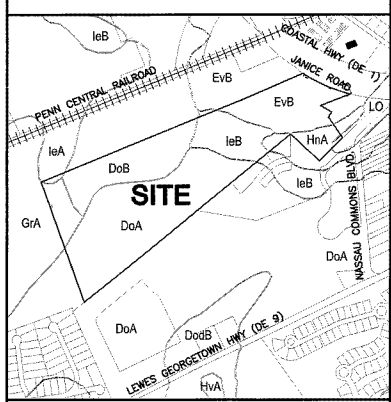 IeB
COASTAL HWY (DE 1)
PENN CENTRAL RAILROAD
EvB
JANICE ROAD
EvB
LO
IeB
HnA
IeA
DoB
IeB
SITE
GrA
DoA
NASSAU COMMONS BLVD.
DoA
DoA
DodB
LEWES GEORGETOWN HWY (DE 9)
HvA